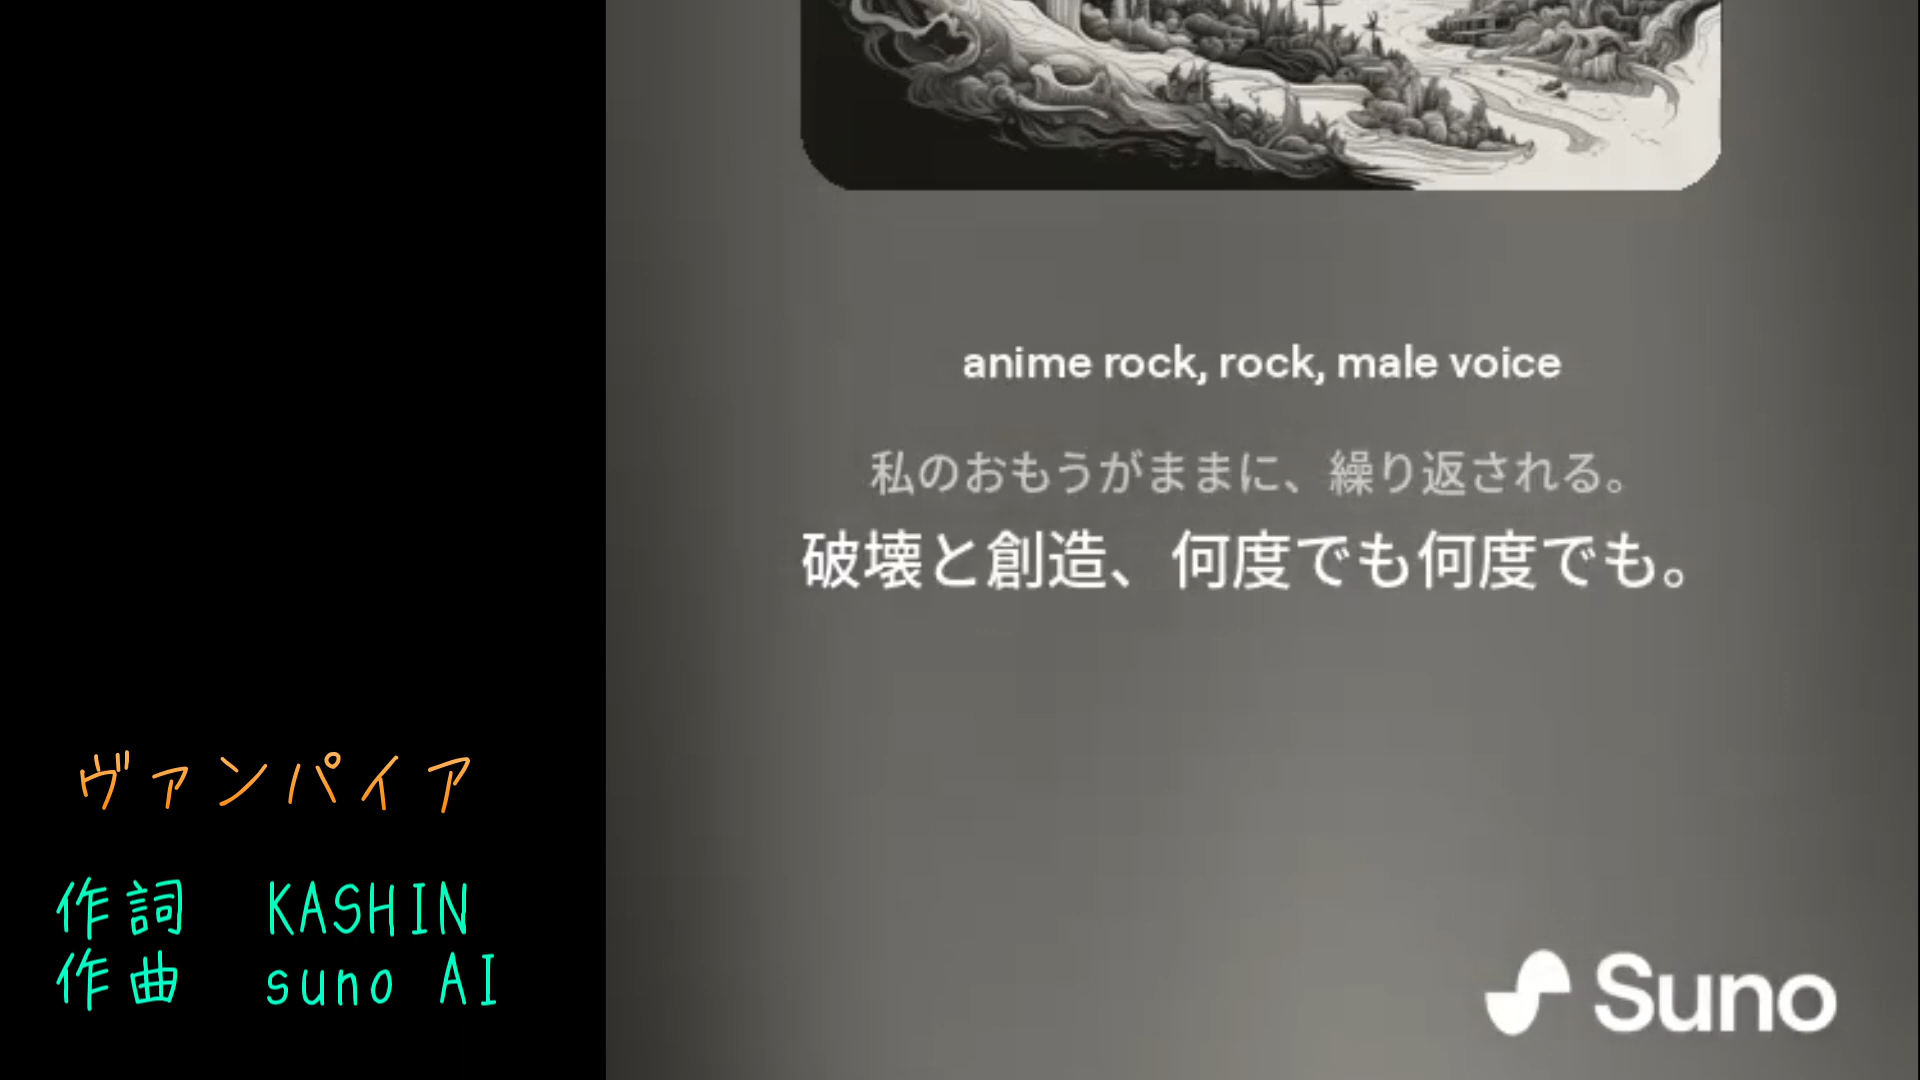 anime rock, rock, male voice
私のおもうがままに、繰り返される。
破壊と創造、何度でも何度でも。
ヴァンパイア
作詞 KASHIN
作曲 suno AI
Suno